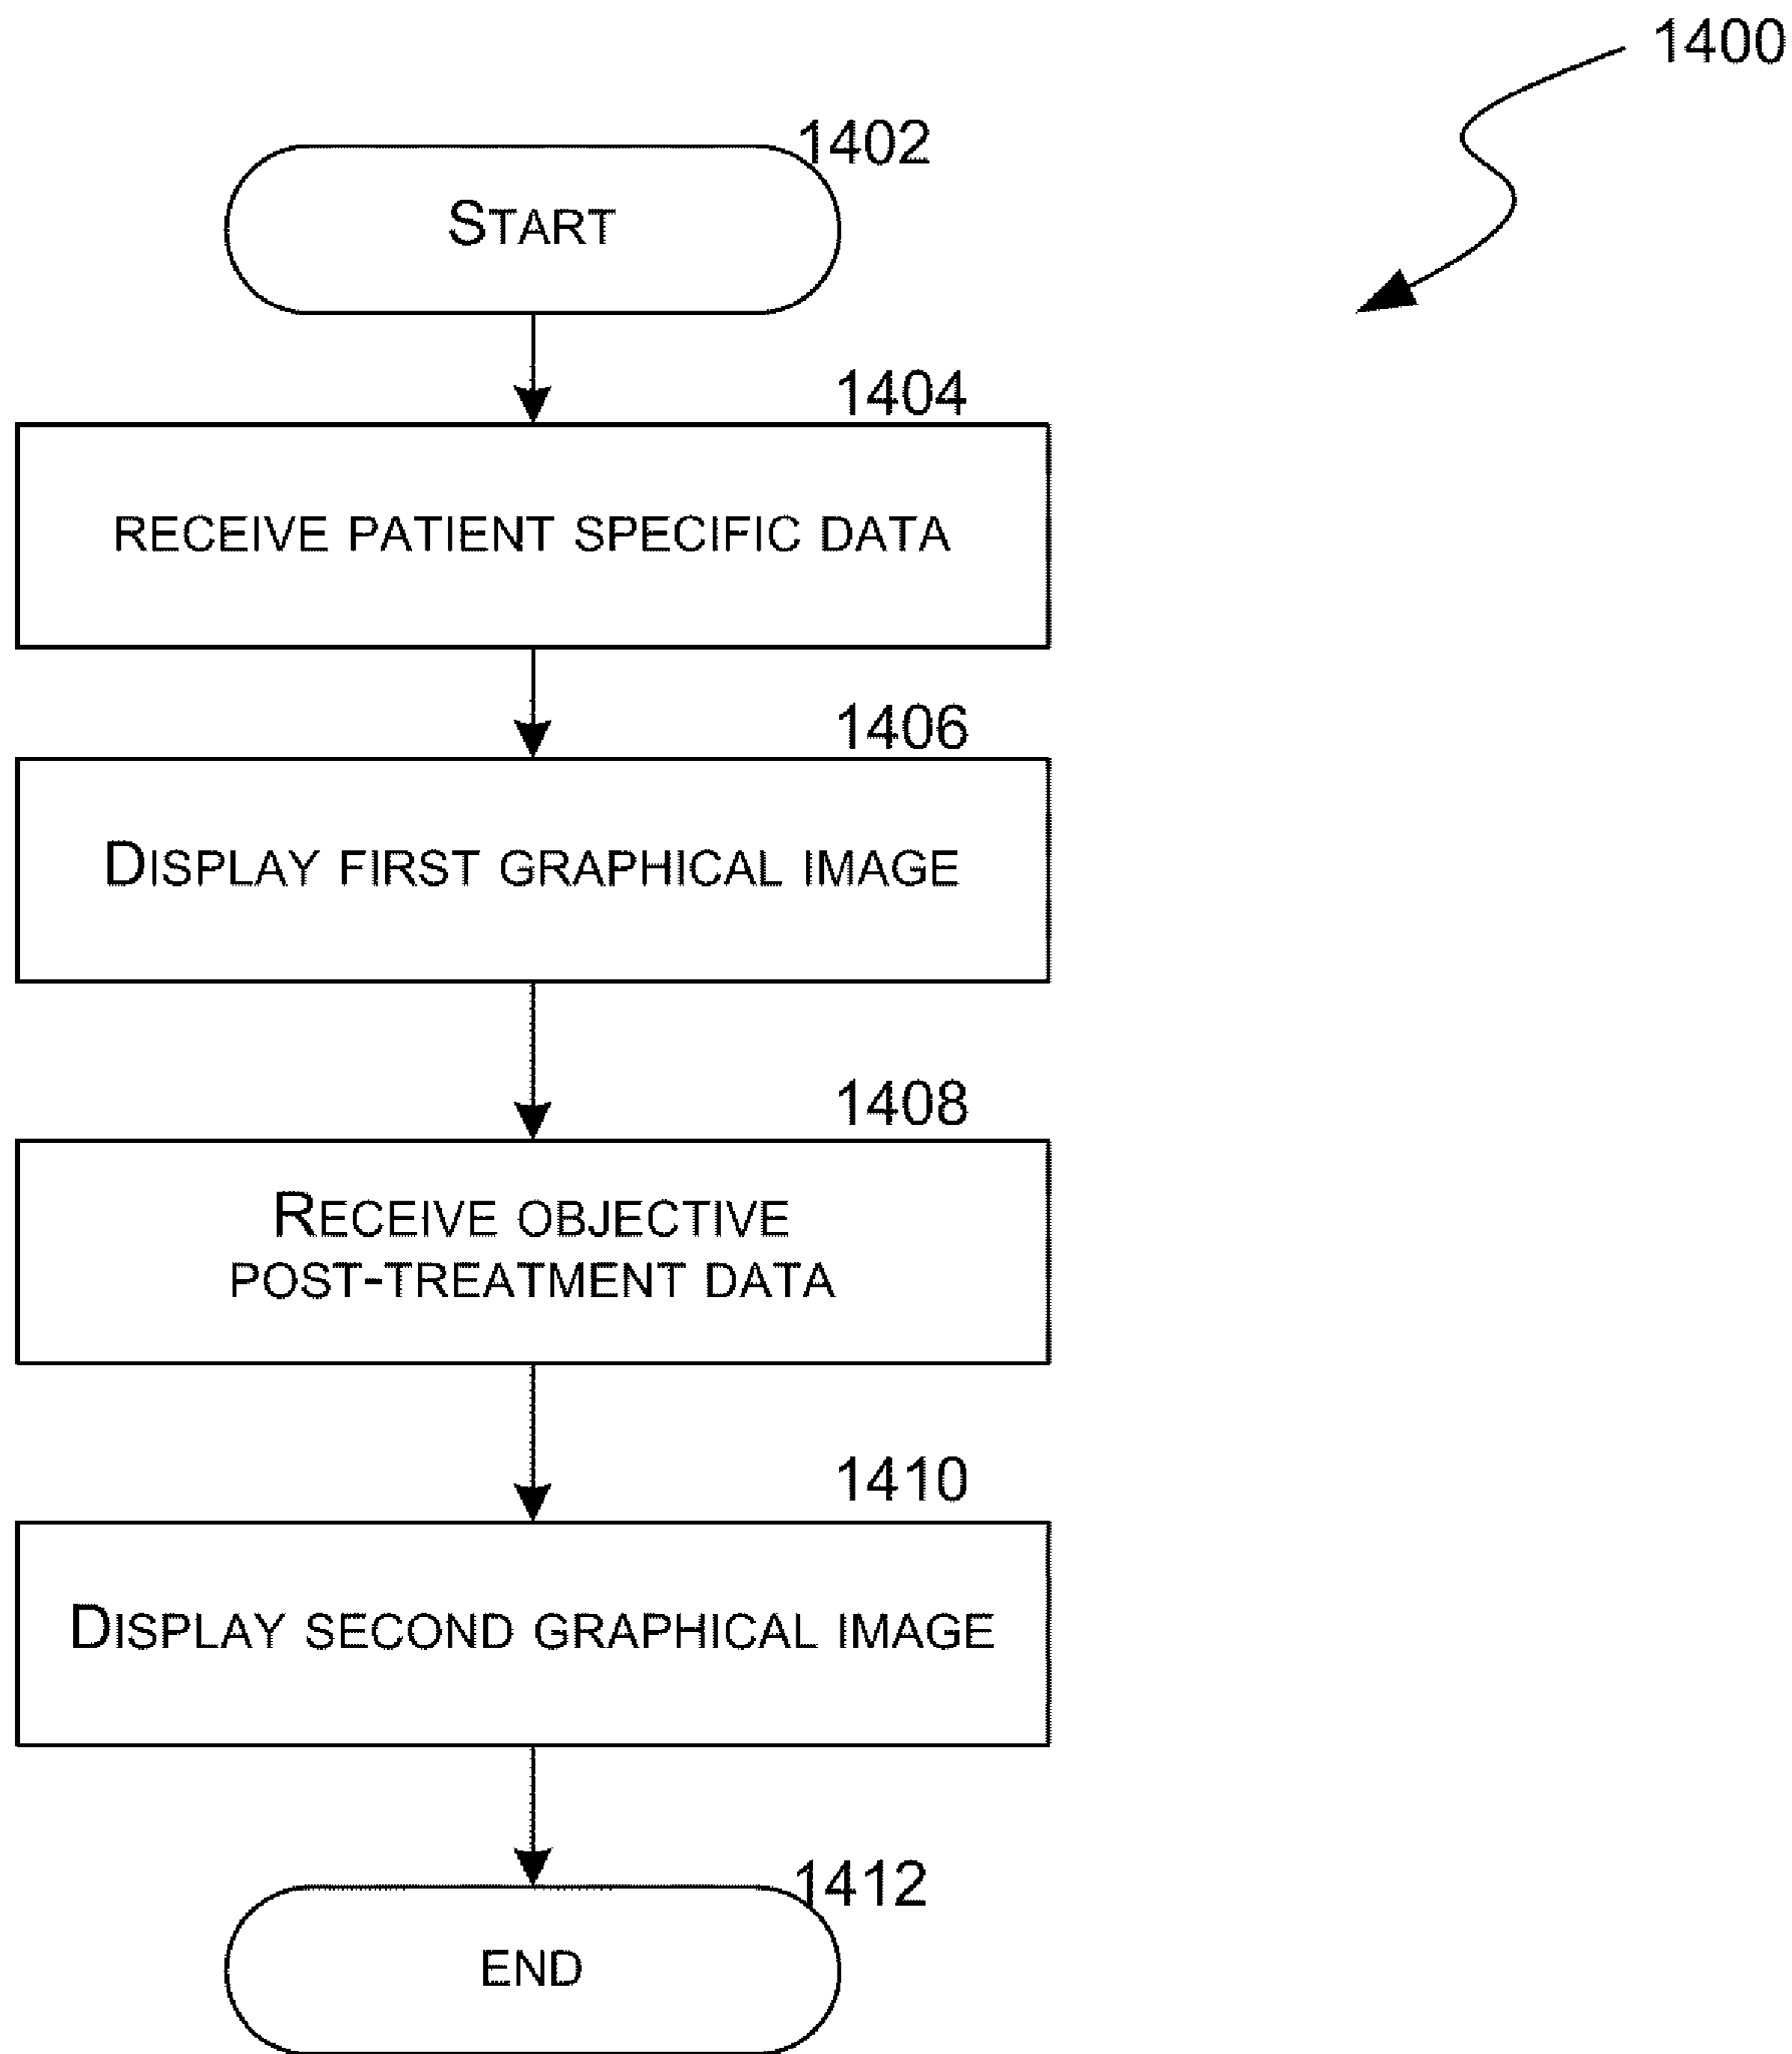 1400
1402
START
1404
RECEIVE PATIENT SPECIFIC DATA
1406
DISPLAY FIRST GRAPHICAL IMAGE
1408
RECEIVE OBJECTIVE
POST-TREATMENT DATA
1410
DISPLAY SECOND GRAPHICAL IMAGE
1412
END